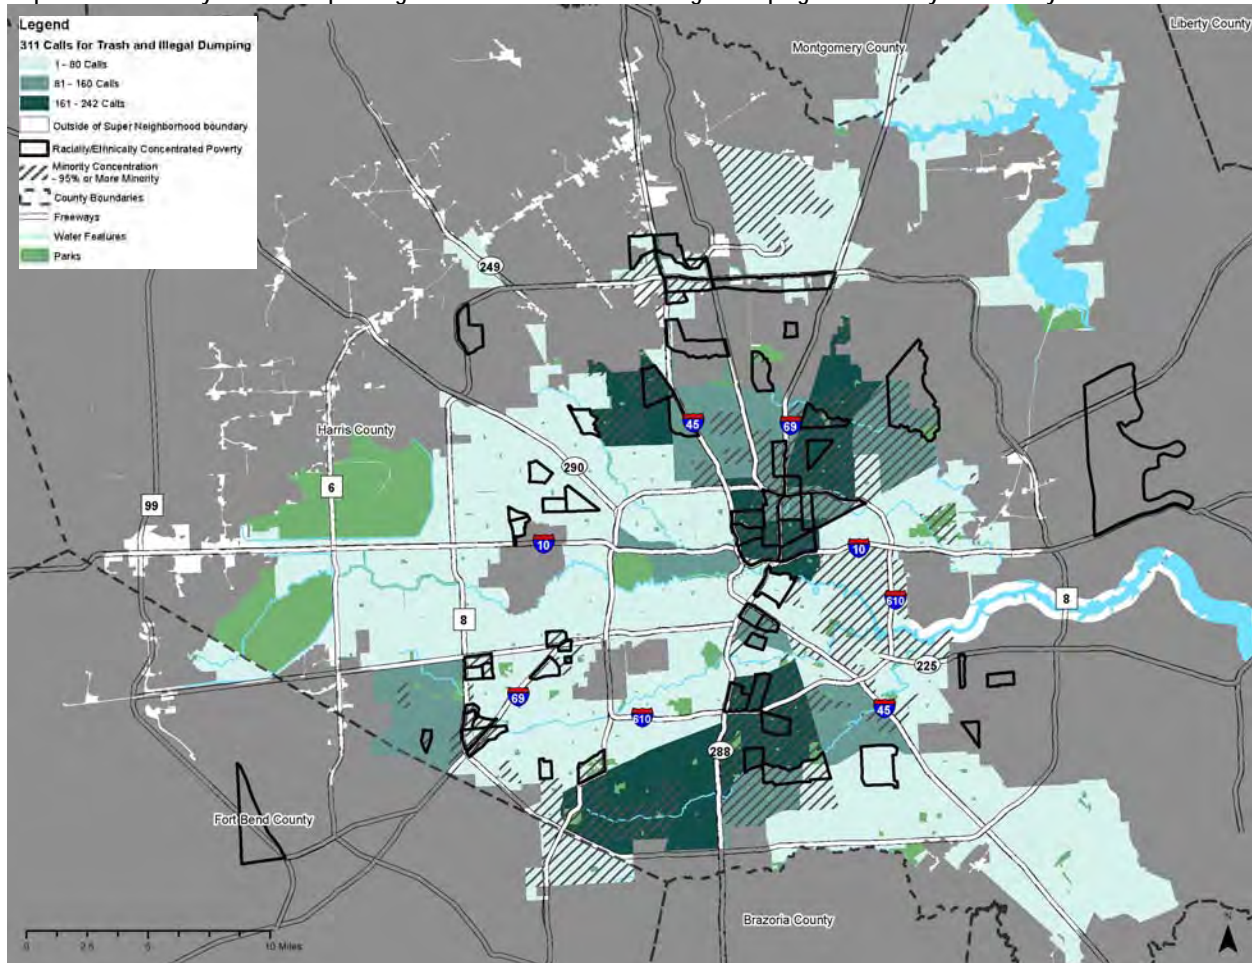 Legend
311 Calls for Trash and Illegal Dumping
1 - 80 Calls
81 - 160 Calls
161 - 242 Calls
Outside of Super Neighborhood boundary
Racially/Ethnically Concentrated Poverty
Minority Concentration
- 95% or More Minority
County Boundaries
Freeways
Water Features
Parks
Liberty County
Montgomery County
249
Harris County
45
69
290
6
99
10
10
610
8
8
225
69
610
45
288
Fort Bend County
Brazoria County
0 2.5 5 10 Miles
N